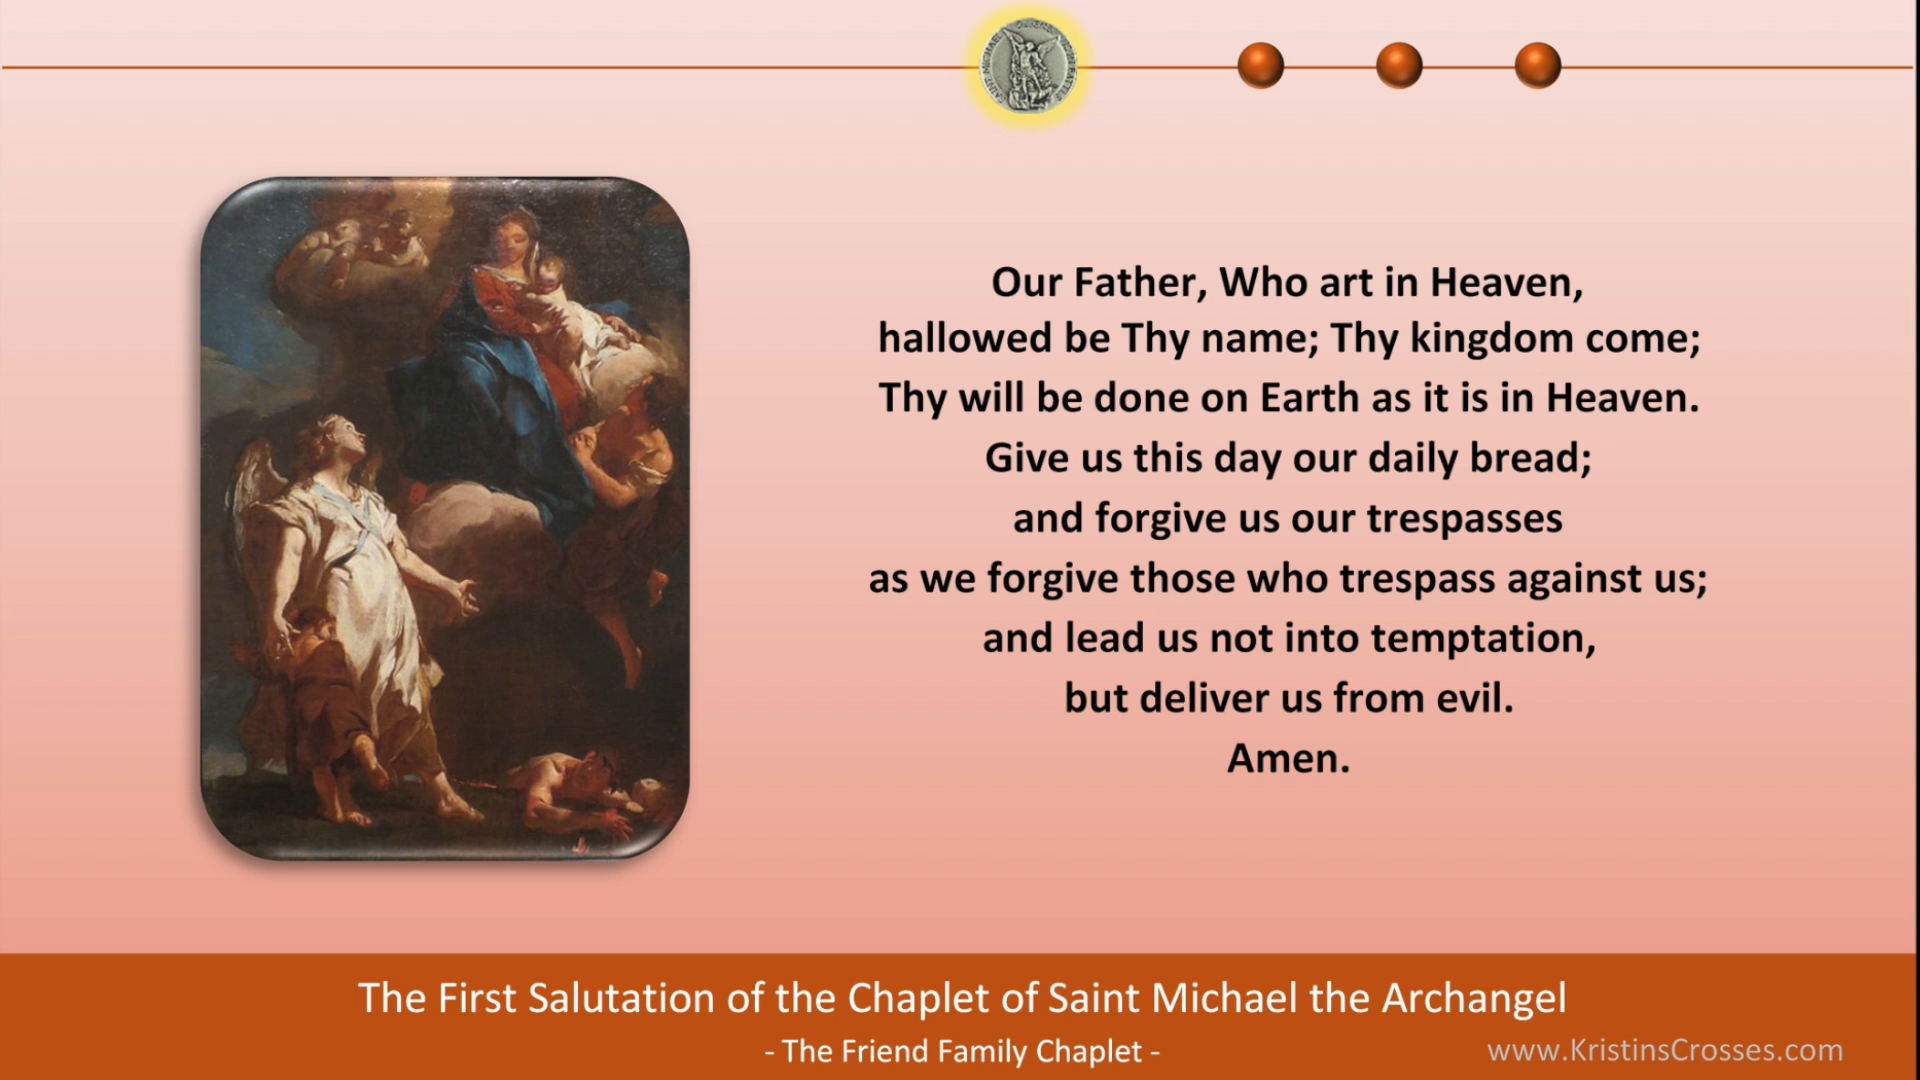 Our Father, Who art in Heaven,
hallowed be Thy name; Thy kingdom come;
Thy will be done on Earth as it is in Heaven.
Give us this day our daily bread;
and forgive us our trespasses
as we forgive those who trespass against us;
and lead us not into temptation,
but deliver us from evil.
Amen.
The First Salutation of the Chaplet of Saint Michael the Archangel
- The Friend Family Chaplet -
www.KristinsCrosses.com